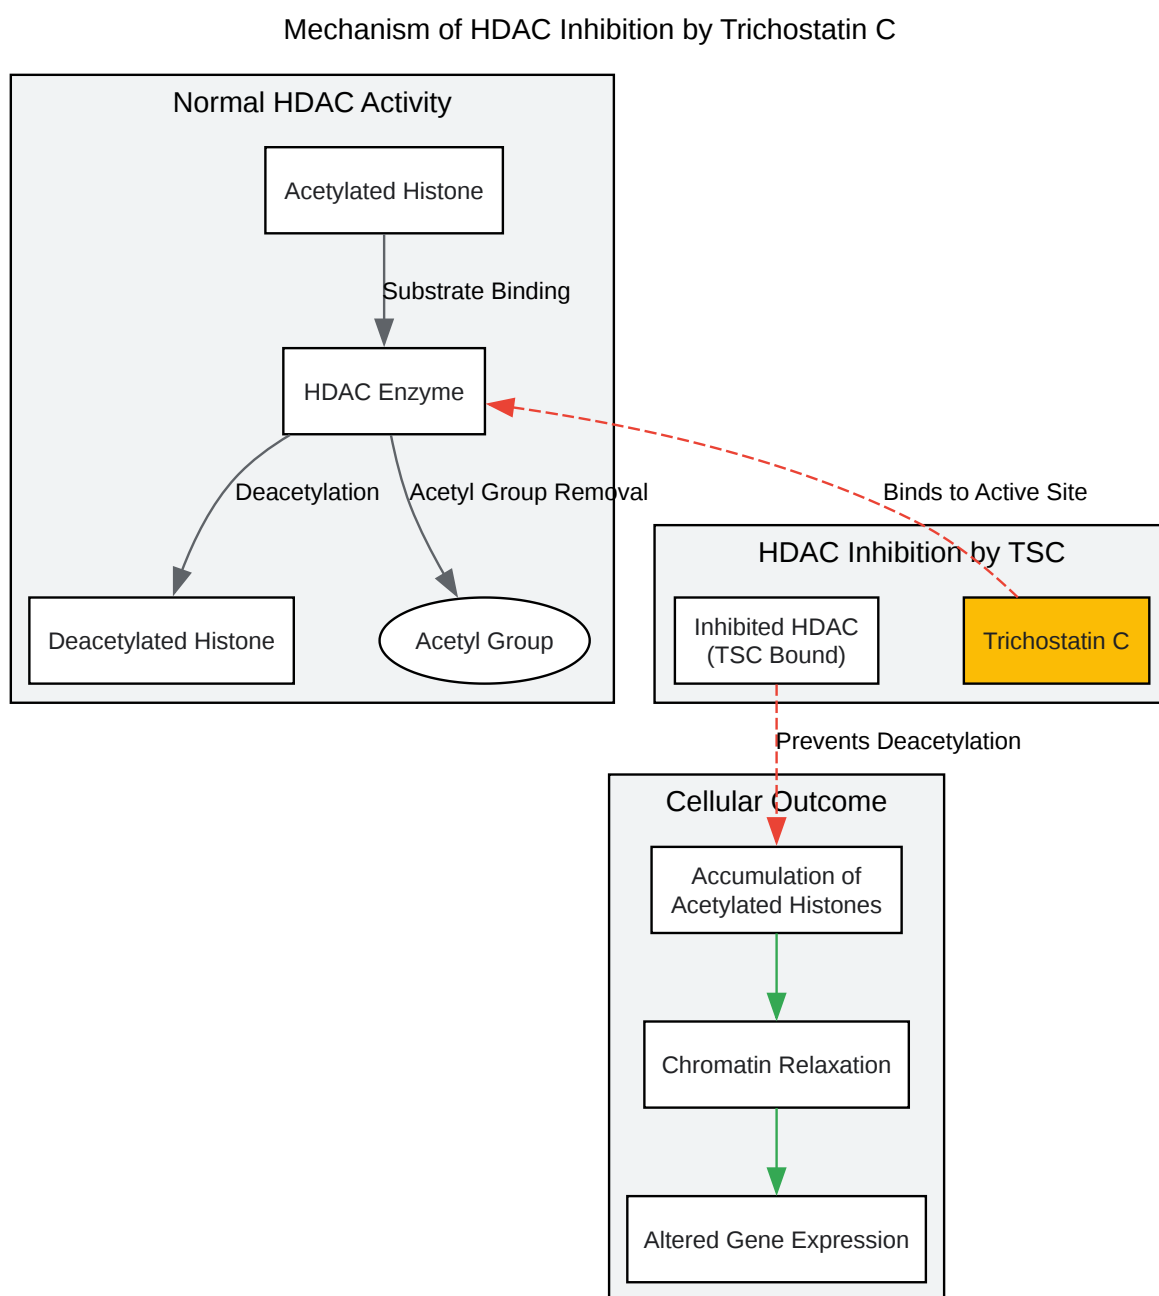 Mechanism of HDAC Inhibition by Trichostatin C
Normal HDAC Activity
Acetylated Histone
Substrate Binding
HDAC Enzyme
Deacetylation
Acetyl Group Removal
Binds to Active Site
Deacetylated Histone
Acetyl Group
HDAC Inhibition by TSC
Inhibited HDAC
(TSC Bound)
Trichostatin C
Prevents Deacetylation
Cellular Outcome
Accumulation of
Acetylated Histones
Chromatin Relaxation
Altered Gene Expression